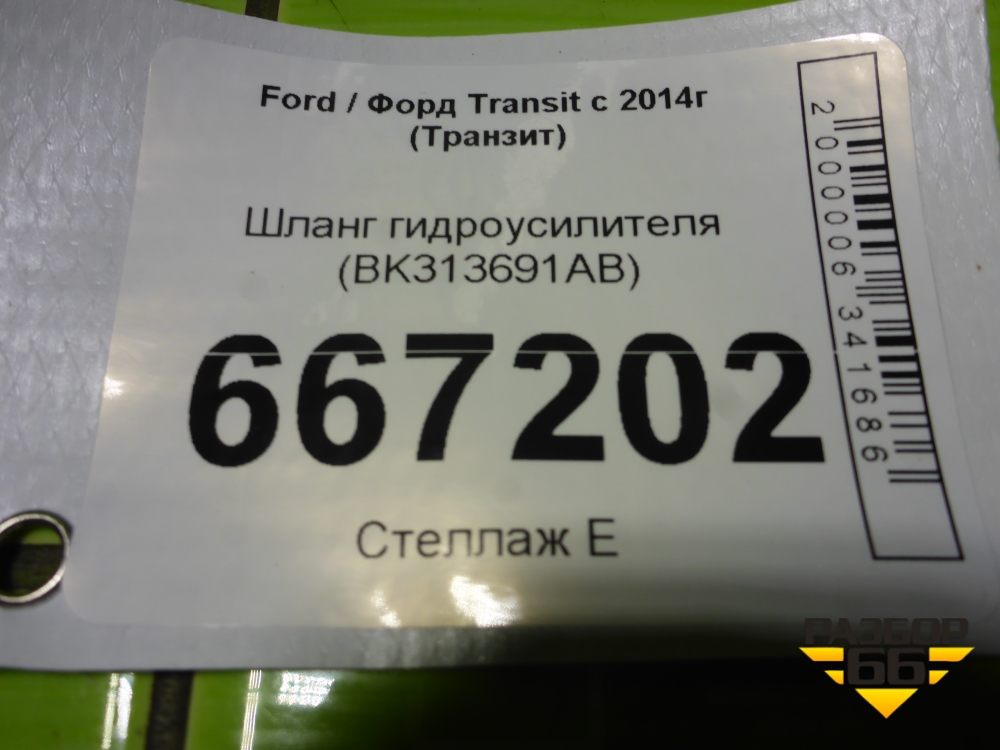 Ford / Форд Transit с 2014г
(Транзит)
Шланг гидроусилителя
(BK313691AB)
667202
Стеллаж Е
2000006341686
РАЗБОР
66